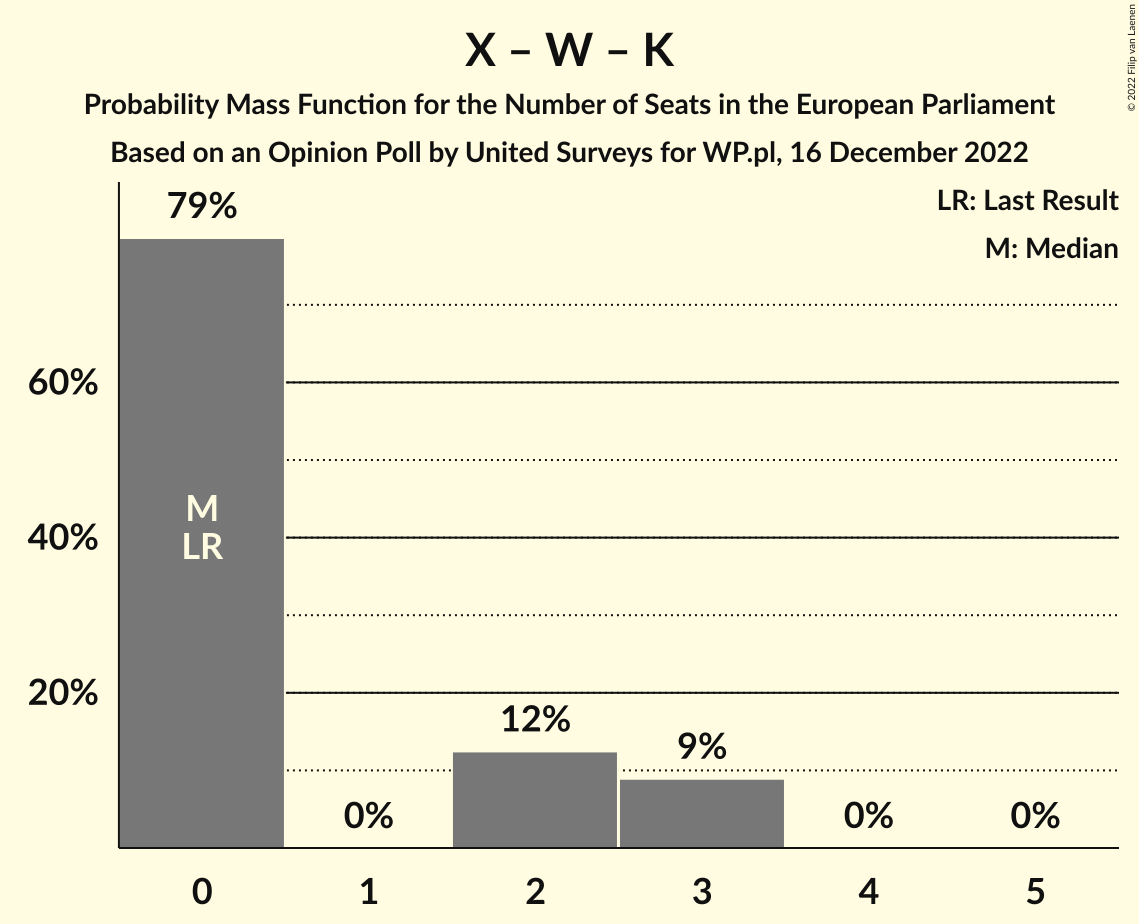 X – W – K
Probability Mass Function for the Number of Seats in the European Parliament
Based on an Opinion Poll by United Surveys for WP.pl, 16 December 2022
© 2022 Filip van Laenen
LR: Last Result
M: Median
79%
60%
40%
20%
M
LR
0%
12%
9%
0%
0%
0
1
2
3
4
5